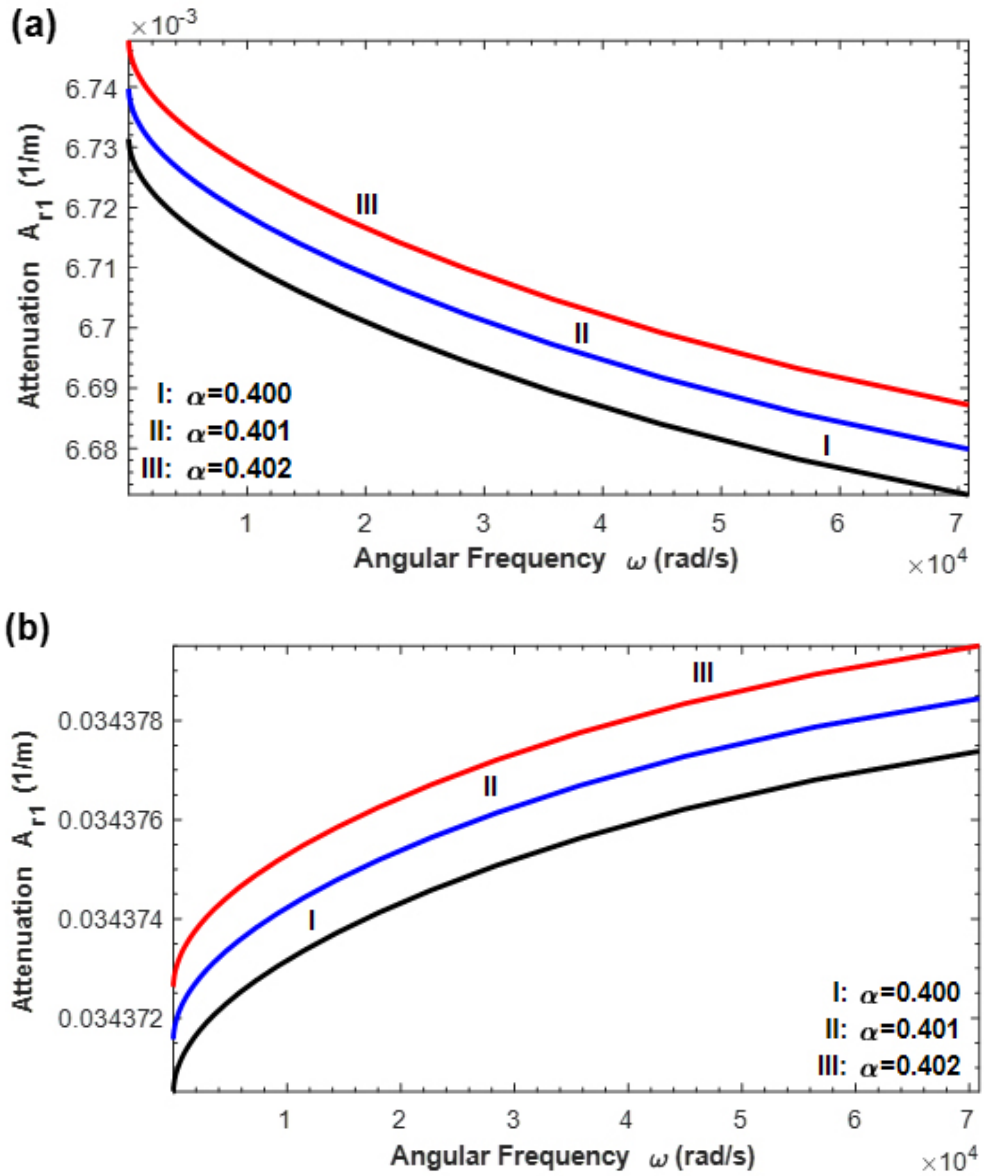 (a)
×10⁻³
6.74
6.73
6.72
6.71
6.7
6.69
6.68
Attenuation A_r1 (1/m)
III
II
I
I: α=0.400
II: α=0.401
III: α=0.402
1 2 3 4 5 6 7
Angular Frequency ω (rad/s)
×10⁴
(b)
0.034378
0.034376
0.034374
0.034372
Attenuation A_r1 (1/m)
III
II
I
I: α=0.400
II: α=0.401
III: α=0.402
1 2 3 4 5 6 7
Angular Frequency ω (rad/s)
×10⁴